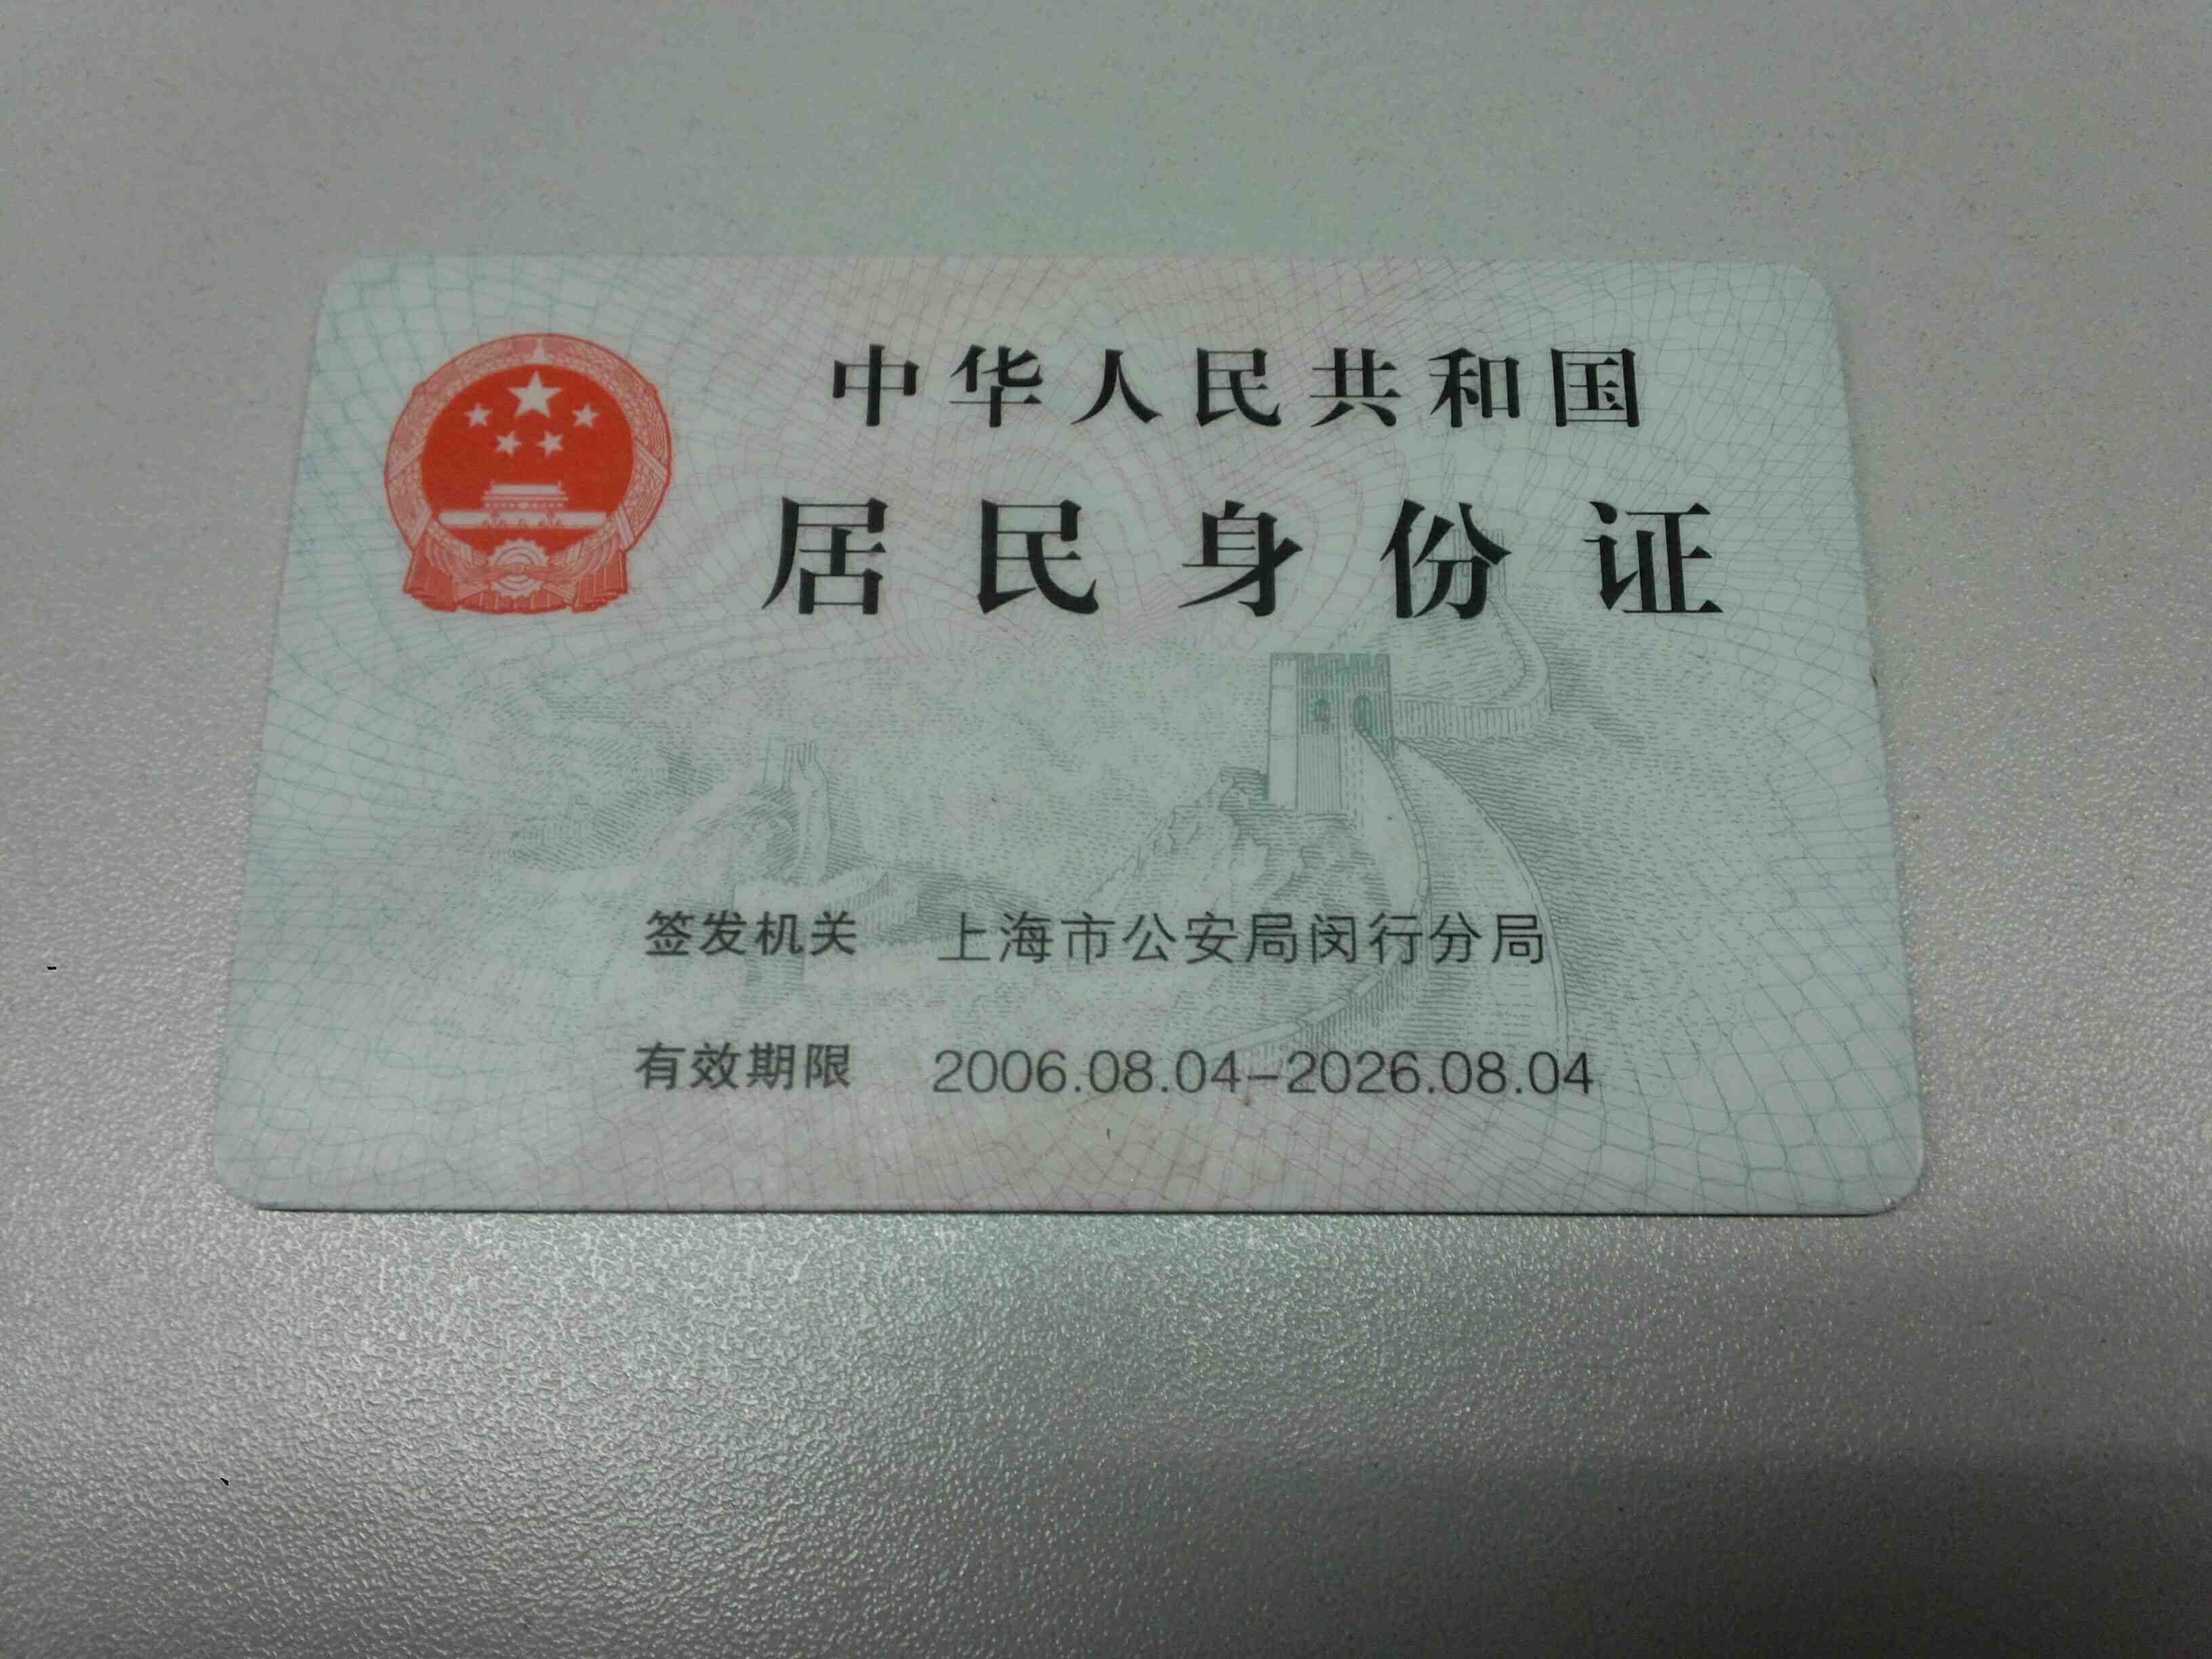 中华人民共和国
居民身份证
签发机关 上海市公安局闵行分局
有效期限 2006.08.04-2026.08.04